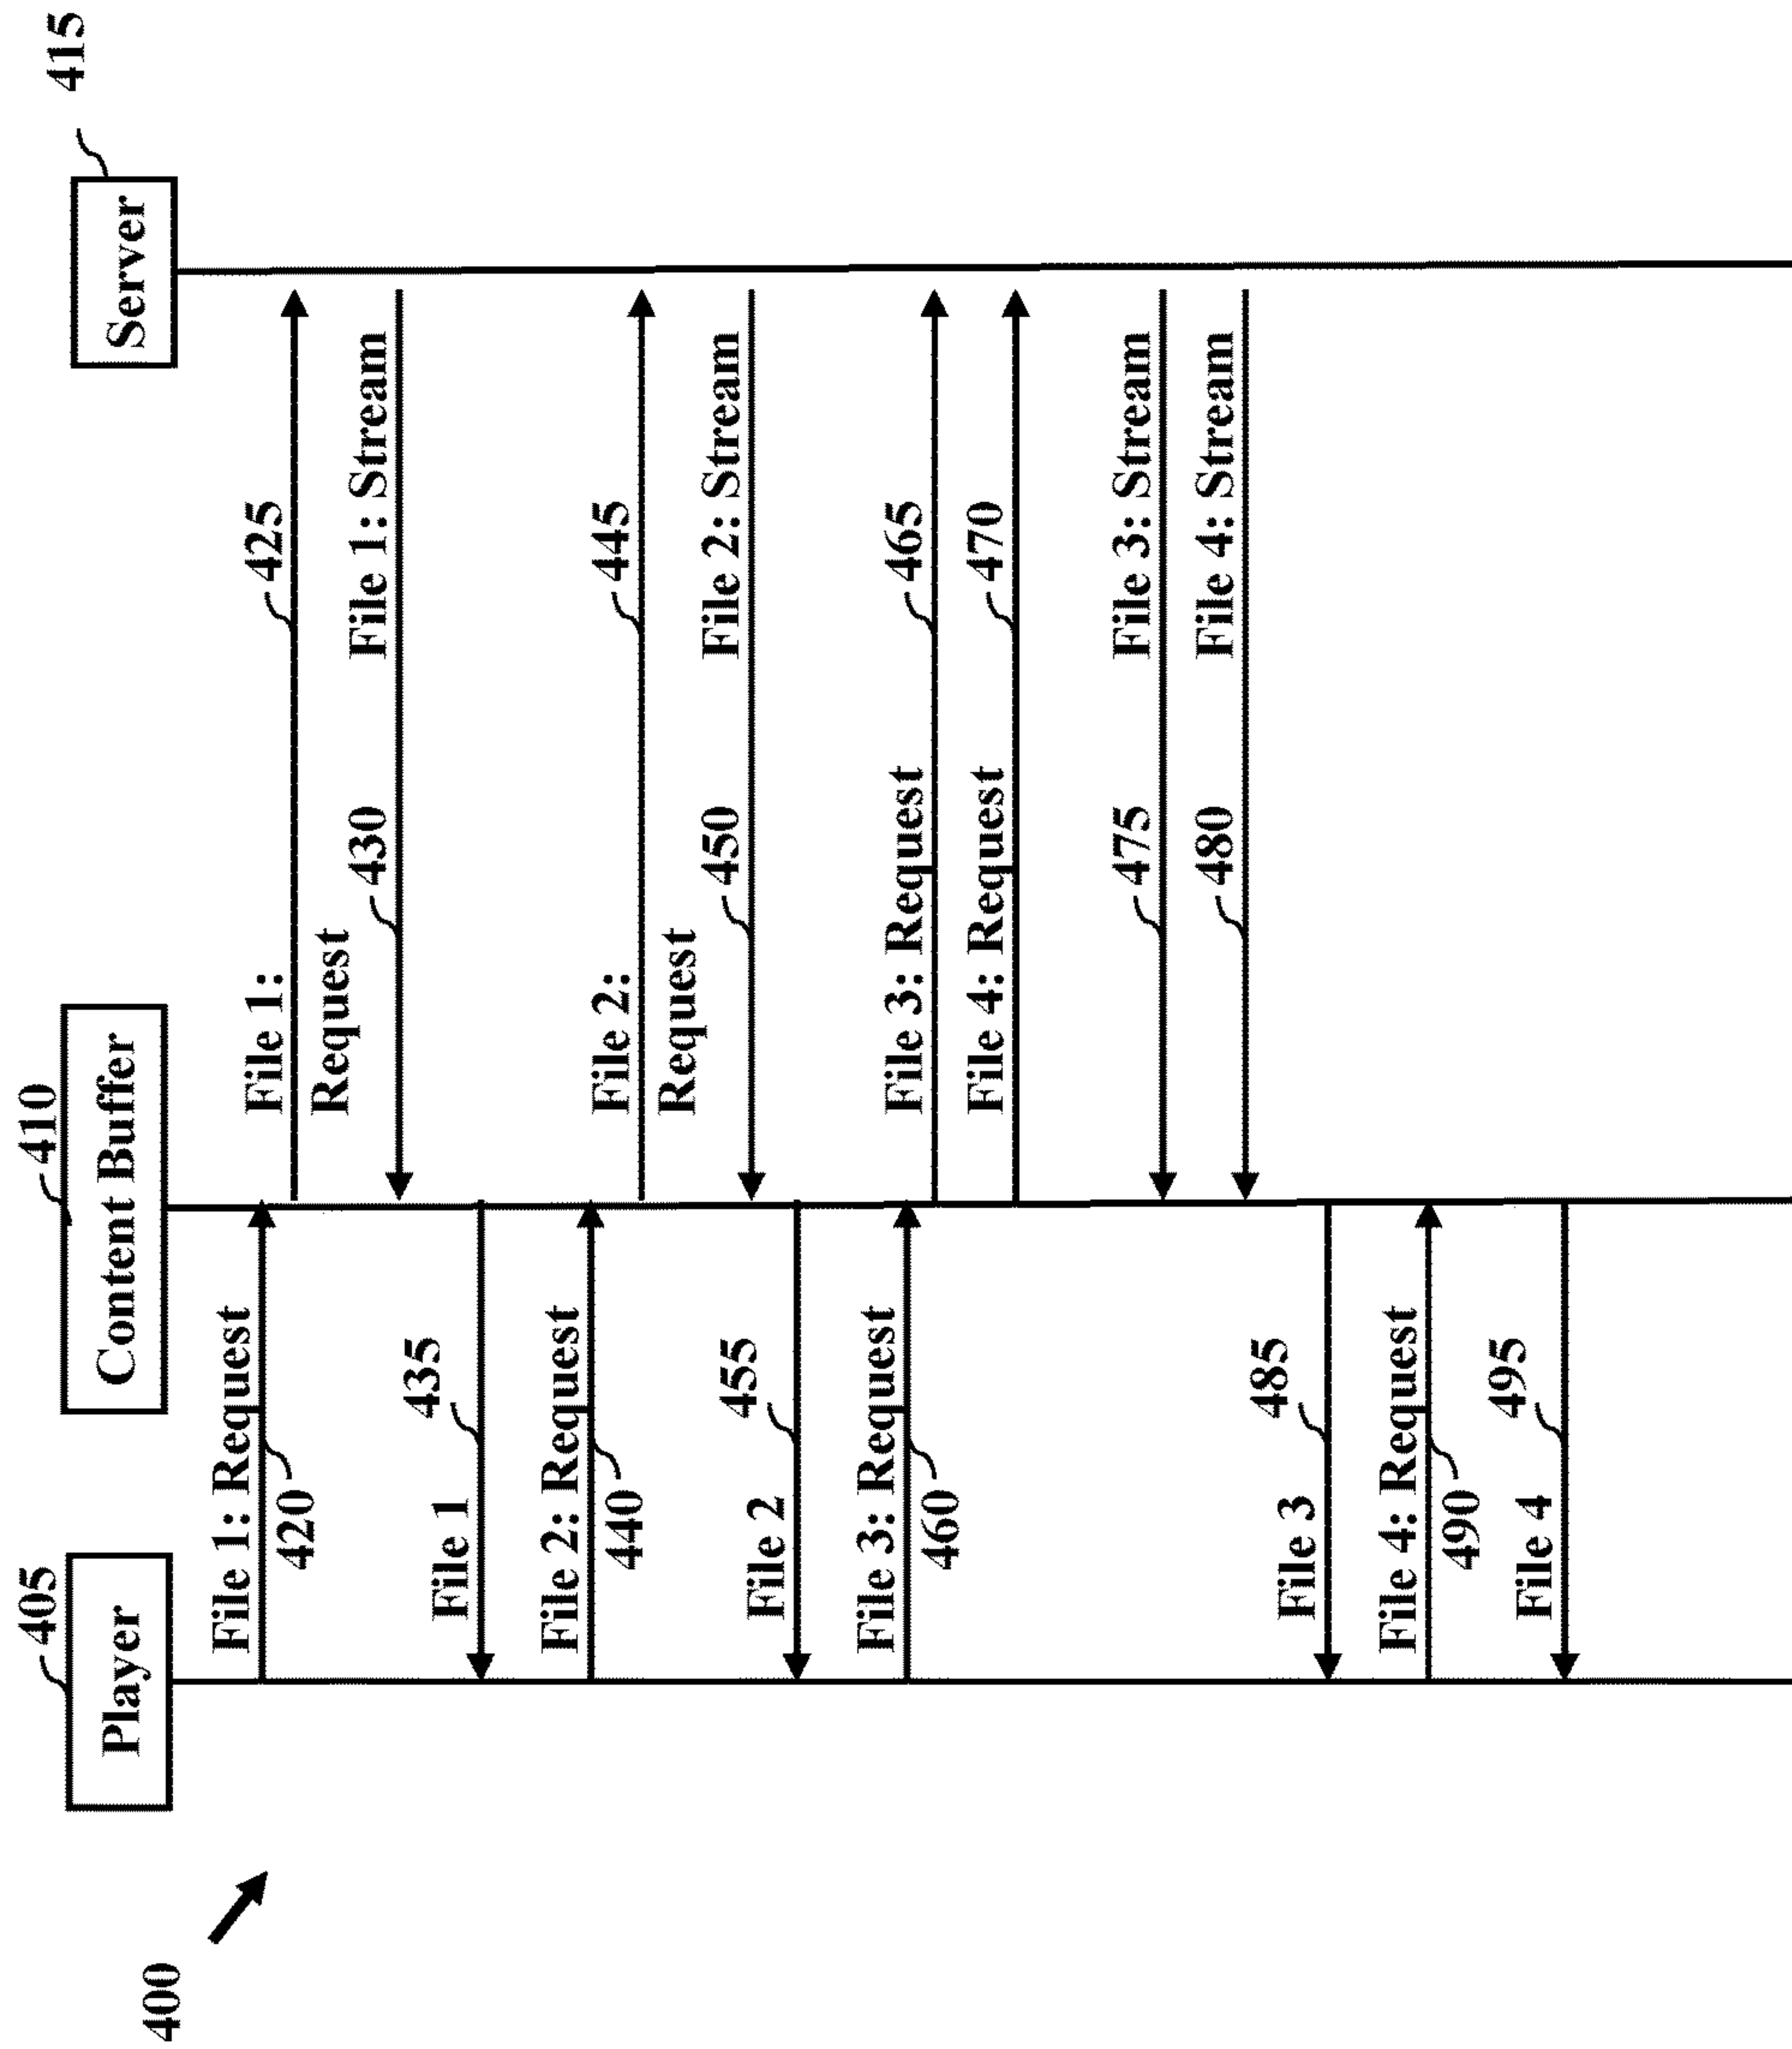 400
405
Player
410
Content Buffer
415
Server
File 1: Request
420
File 1:
Request
425
430
File 1: Stream
File 1
435
File 2: Request
440
File 2:
Request
445
450
File 2: Stream
File 2
455
File 3: Request
460
File 3: Request
465
File 4: Request
470
475
File 3: Stream
480
File 4: Stream
File 3
485
File 4: Request
490
File 4
495